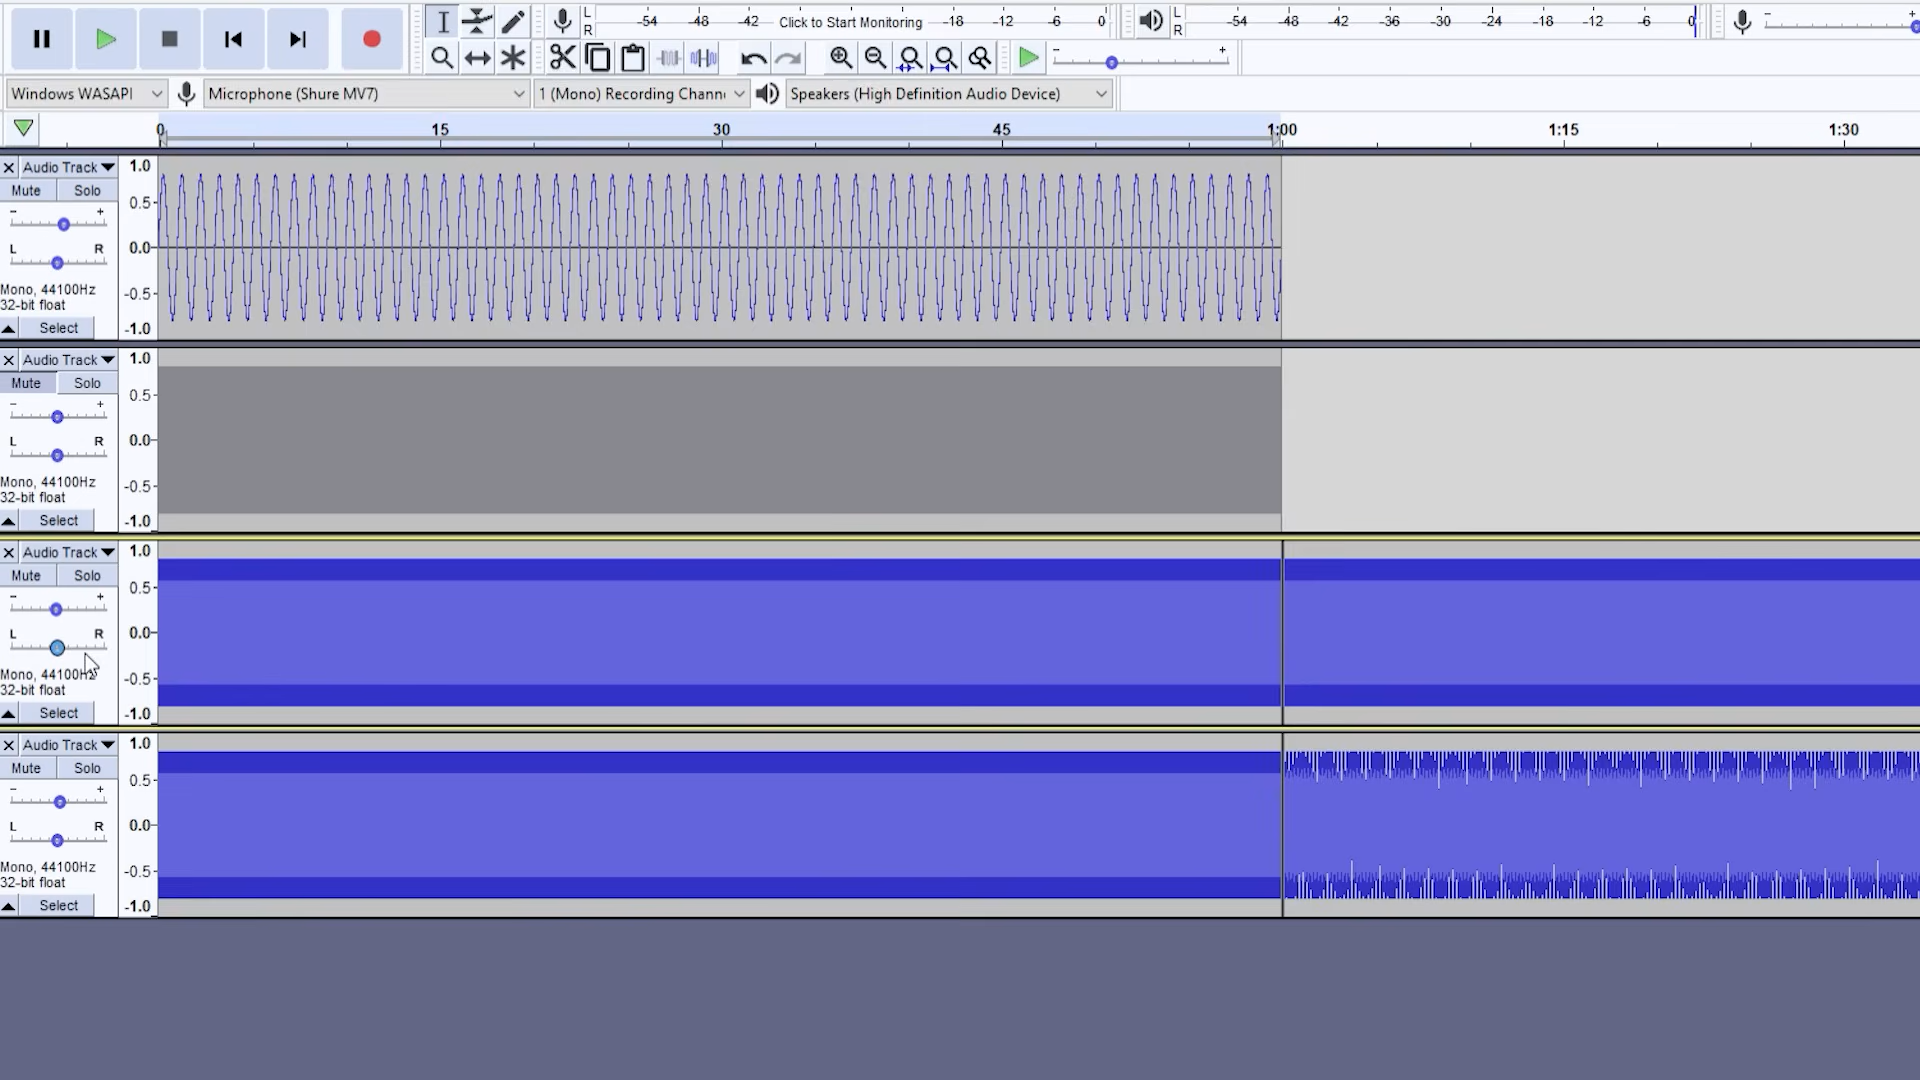 L R -54 -48 -42 Click to Start Monitoring -18 -12 -6 0 L R -54 -48 -42 -36 -30 -24 -18 -12 -6 0 - +
- +
Windows WASAPI Microphone (Shure MV7) 1 (Mono) Recording Chann Speakers (High Definition Audio Device)
0 15 30 45 1:00 1:15 1:30
Audio Track 1.0
Mute Solo
- + 0.5
L R 0.0
Mono, 44100Hz -0.5
32-bit float
Select -1.0
Audio Track 1.0
Mute Solo
- + 0.5
L R 0.0
Mono, 44100Hz -0.5
32-bit float
Select -1.0
Audio Track 1.0
Mute Solo
- + 0.5
L R 0.0
Mono, 44100Hz -0.5
32-bit float
Select -1.0
Audio Track 1.0
Mute Solo
- + 0.5
L R 0.0
Mono, 44100Hz -0.5
32-bit float
Select -1.0